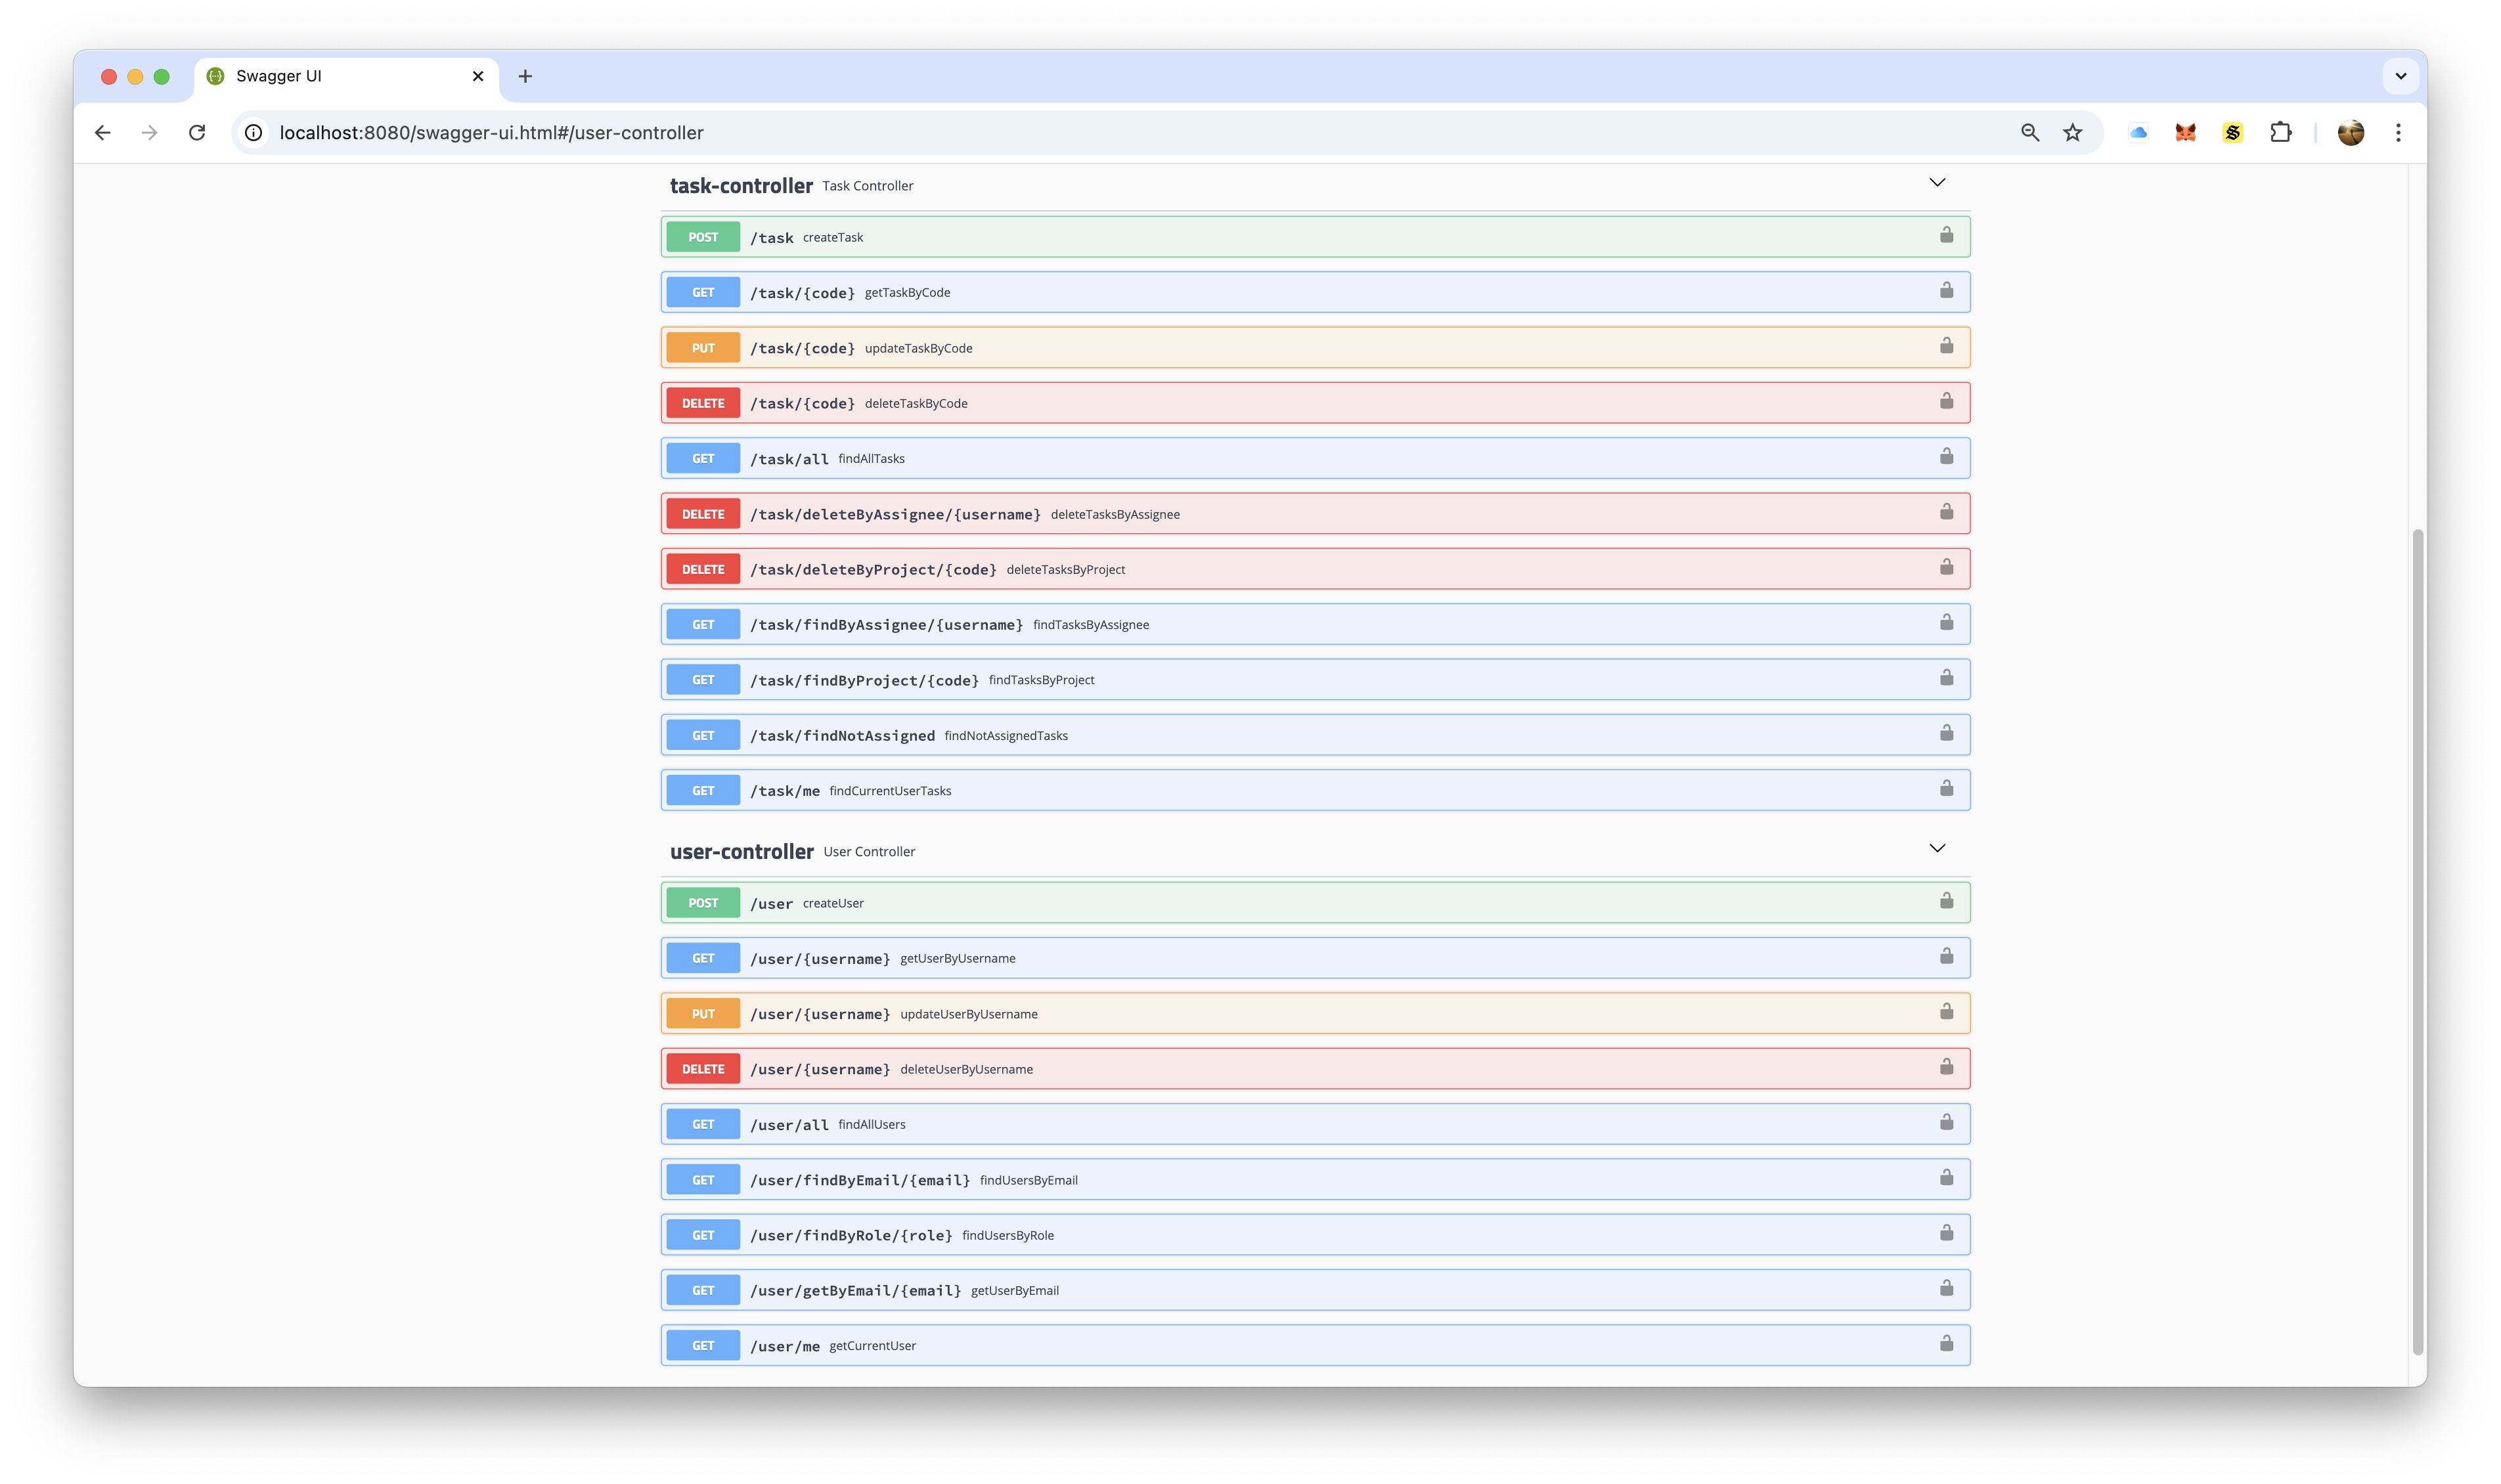 Swagger UI
localhost:8080/swagger-ui.html#/user-controller
task-controller Task Controller
POST /task createTask
GET /task/{code} getTaskByCode
PUT /task/{code} updateTaskByCode
DELETE /task/{code} deleteTaskByCode
GET /task/all findAllTasks
DELETE /task/deleteByAssignee/{username} deleteTasksByAssignee
DELETE /task/deleteByProject/{code} deleteTasksByProject
GET /task/findByAssignee/{username} findTasksByAssignee
GET /task/findByProject/{code} findTasksByProject
GET /task/findNotAssigned findNotAssignedTasks
GET /task/me findCurrentUserTasks
user-controller User Controller
POST /user createUser
GET /user/{username} getUserByUsername
PUT /user/{username} updateUserByUsername
DELETE /user/{username} deleteUserByUsername
GET /user/all findAllUsers
GET /user/findByEmail/{email} findUsersByEmail
GET /user/findByRole/{role} findUsersByRole
GET /user/getByEmail/{email} getUserByEmail
GET /user/me getCurrentUser